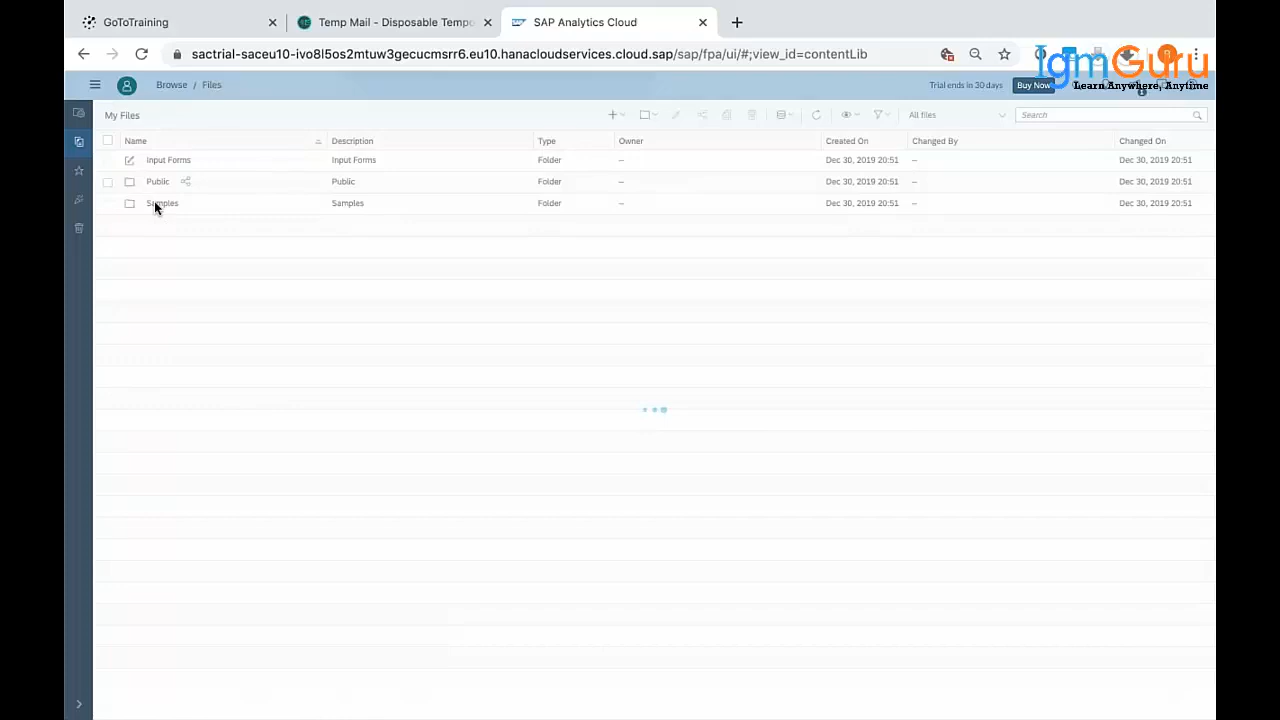 GoToTraining
Temp Mail - Disposable Tempo
SAP Analytics Cloud
sactrial-saceu10-ivo8l5os2mtuw3gecucmsrr6.eu10.hanacloudservices.cloud.sap/sap/fpa/ui/#;view_id=contentLib
IgmGuru
Learn Anywhere, Anytime
Browse / Files
Trial ends in 30 days
Buy Now
My Files
All files
Search
Name Description Type Owner Created On Changed By Changed On
Input Forms Input Forms Folder -- Dec 30, 2019 20:51 -- Dec 30, 2019 20:51
Public Public Folder -- Dec 30, 2019 20:51 -- Dec 30, 2019 20:51
Samples Samples Folder -- Dec 30, 2019 20:51 -- Dec 30, 2019 20:51